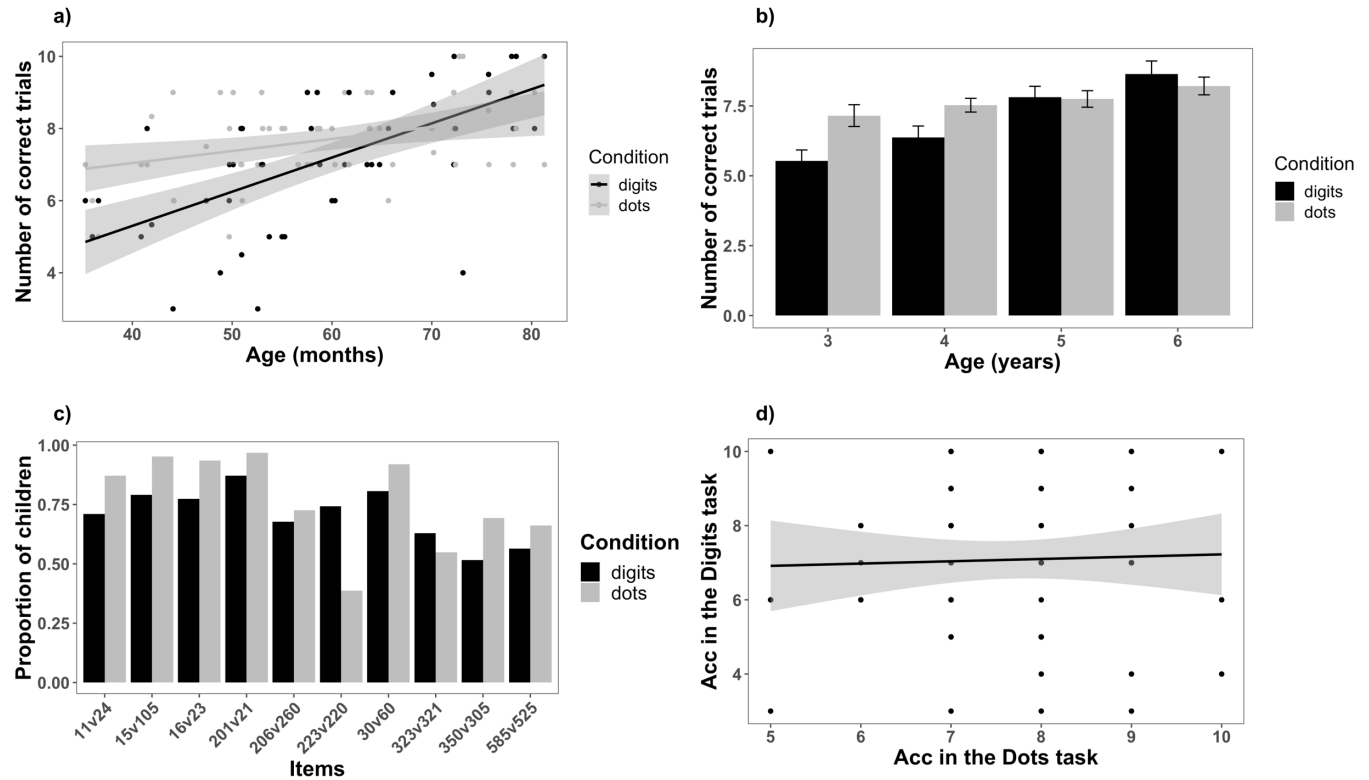 a)
Number of correct trials
10
8
6
4
40 50 60 70 80
Age (months)
Condition
digits
dots
b)
Number of correct trials
7.5
5.0
2.5
0.0
3 4 5 6
Age (years)
Condition
digits
dots
c)
Proportion of children
1.00
0.75
0.50
0.25
0.00
11v24 15v105 16v23 201v21 206v260 223v220 30v60 323v321 350v305 585v525
Items
Condition
digits
dots
d)
Acc in the Digits task
10
8
6
4
5 6 7 8 9 10
Acc in the Dots task